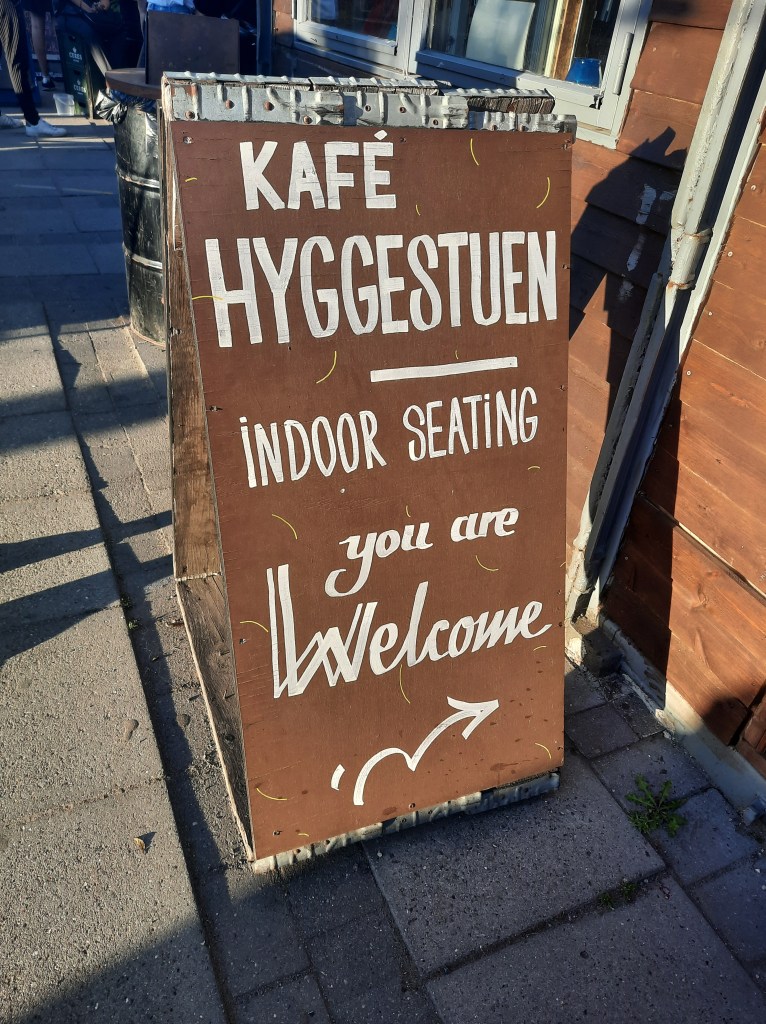 KAFÉ
HYGGESTUEN
INDOOR SEATING
you are
Welcome